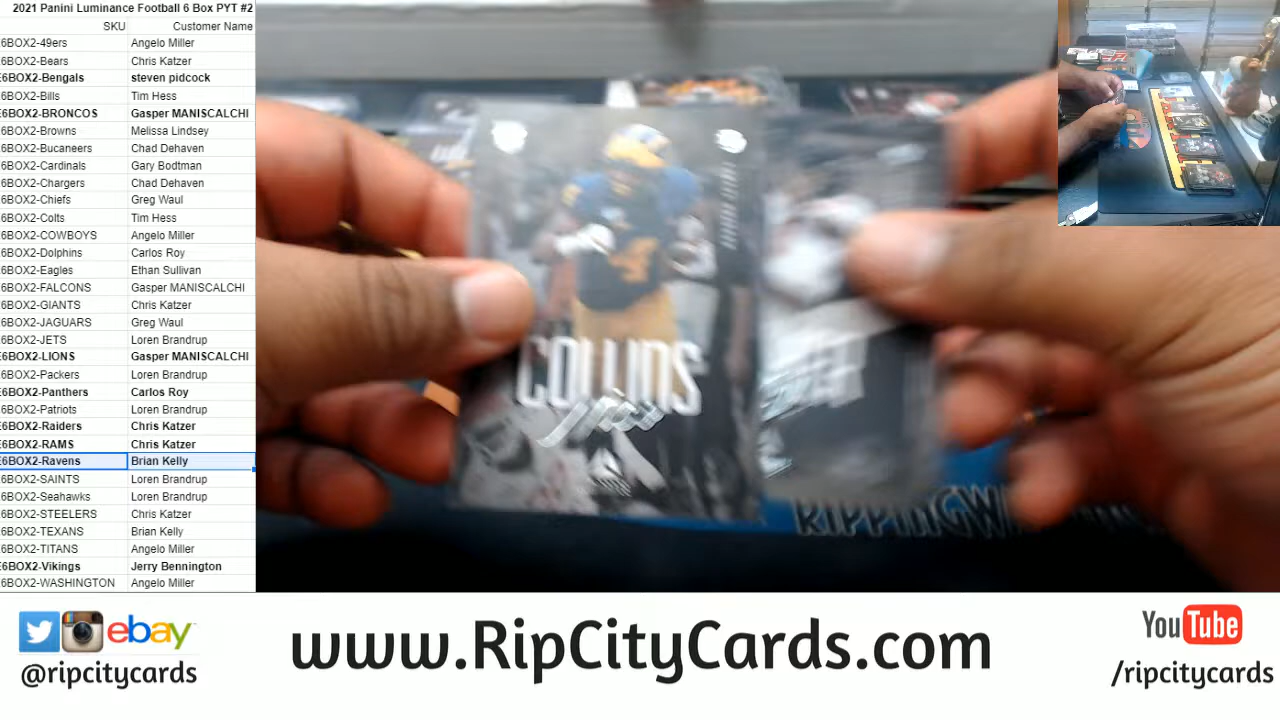 2021 Panini Luminance Football 6 Box PYT #2
SKU Customer Name
6BOX2-49ers Angelo Miller
6BOX2-Bears Chris Katzer
6BOX2-Bengals steven pidcock
6BOX2-Bills Tim Hess
6BOX2-BRONCOS Gasper MANISCALCHI
6BOX2-Browns Melissa Lindsey
6BOX2-Bucaneers Chad Dehaven
6BOX2-Cardinals Gary Bodtman
6BOX2-Chargers Chad Dehaven
6BOX2-Chiefs Greg Waul
6BOX2-Colts Tim Hess
6BOX2-COWBOYS Angelo Miller
6BOX2-Dolphins Carlos Roy
6BOX2-Eagles Ethan Sullivan
6BOX2-FALCONS Gasper MANISCALCHI
6BOX2-GIANTS Chris Katzer
6BOX2-JAGUARS Greg Waul
6BOX2-JETS Loren Brandrup
6BOX2-LIONS Gasper MANISCALCHI
6BOX2-Packers Loren Brandrup
6BOX2-Panthers Carlos Roy
6BOX2-Patriots Loren Brandrup
6BOX2-Raiders Chris Katzer
6BOX2-RAMS Chris Katzer
6BOX2-Ravens Brian Kelly
6BOX2-SAINTS Loren Brandrup
6BOX2-Seahawks Loren Brandrup
6BOX2-STEELERS Chris Katzer
6BOX2-TEXANS Brian Kelly
6BOX2-TITANS Angelo Miller
6BOX2-Vikings Jerry Bennington
6BOX2-WASHINGTON Angelo Miller
4
COLLINS
Nico
ebay
@ripcitycards
www.RipCityCards.com
YouTube
/ripcitycards